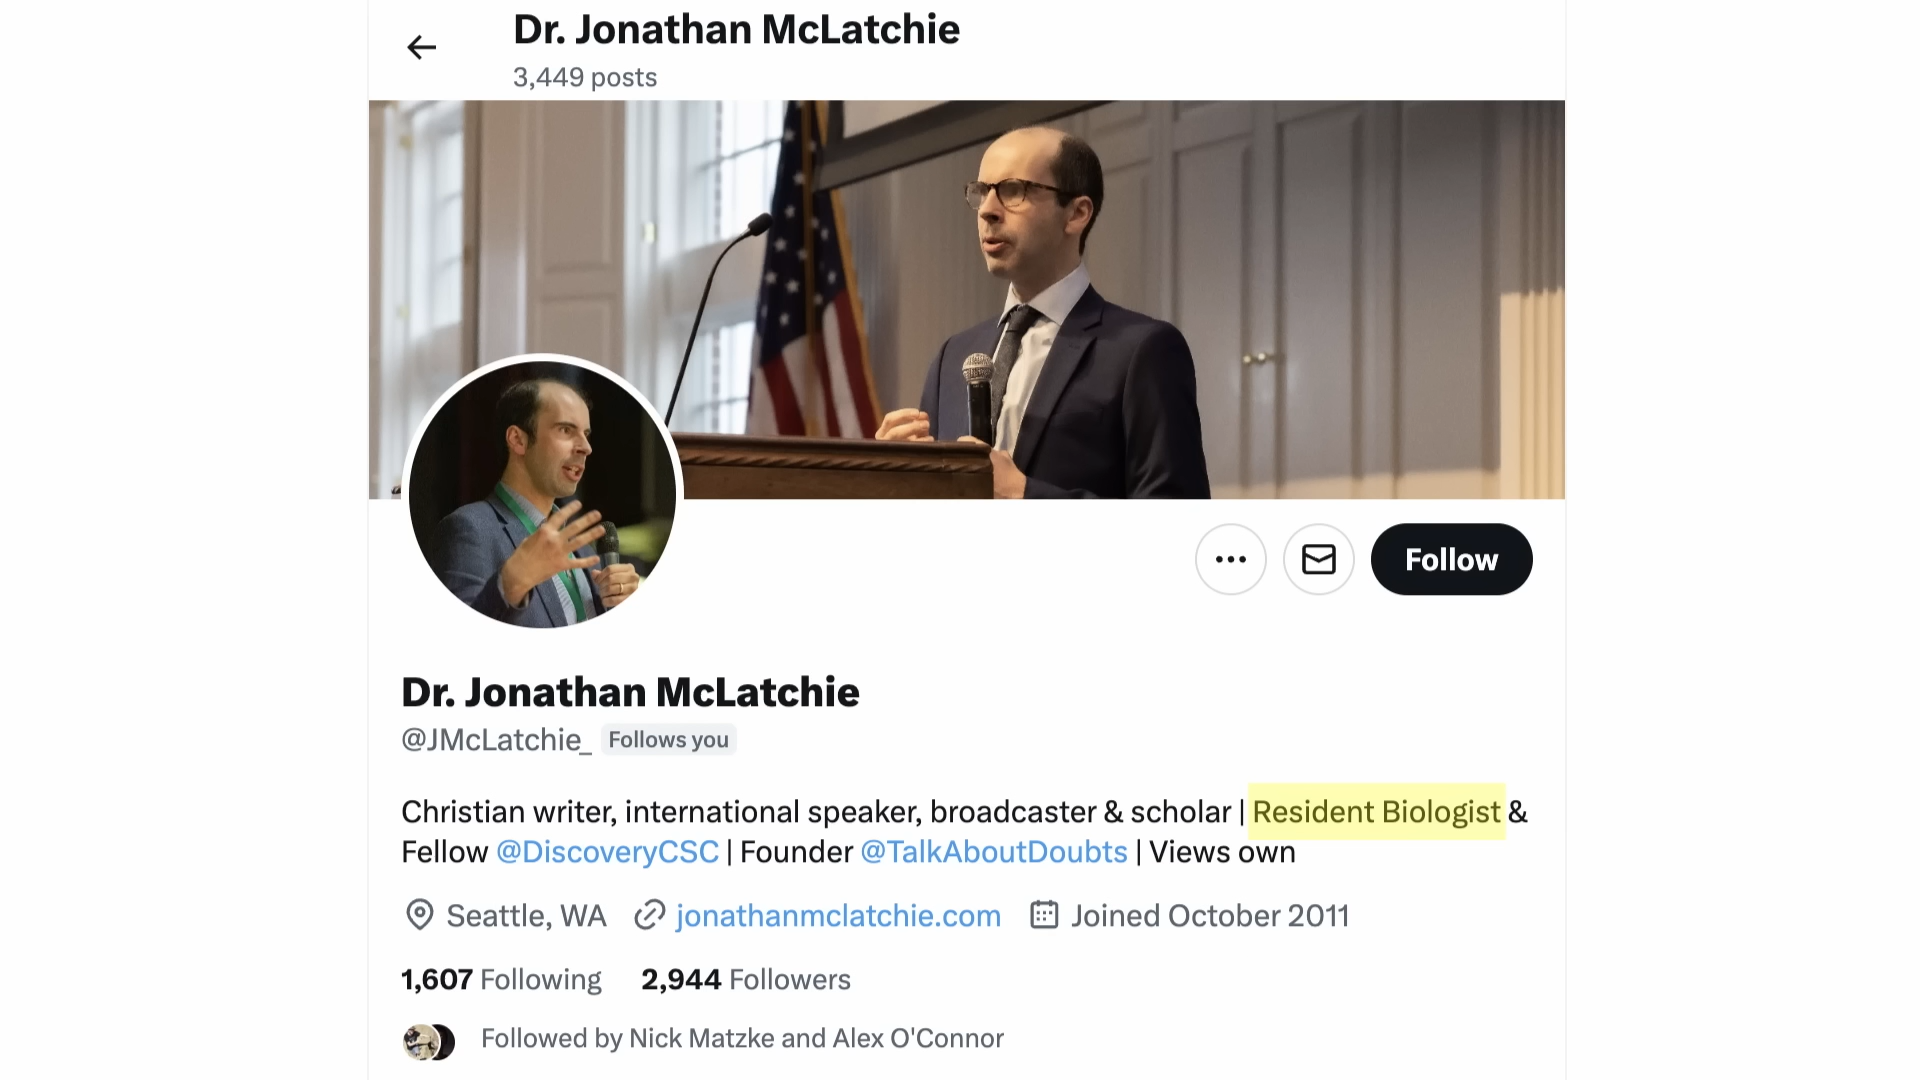 Dr. Jonathan McLatchie
3,449 posts
Follow
Dr. Jonathan McLatchie
@JMcLatchie_ Follows you
Christian writer, international speaker, broadcaster & scholar | Resident Biologist &
Fellow @DiscoveryCSC | Founder @TalkAboutDoubts | Views own
Seattle, WA jonathanmclatchie.com Joined October 2011
1,607 Following 2,944 Followers
Followed by Nick Matzke and Alex O'Connor